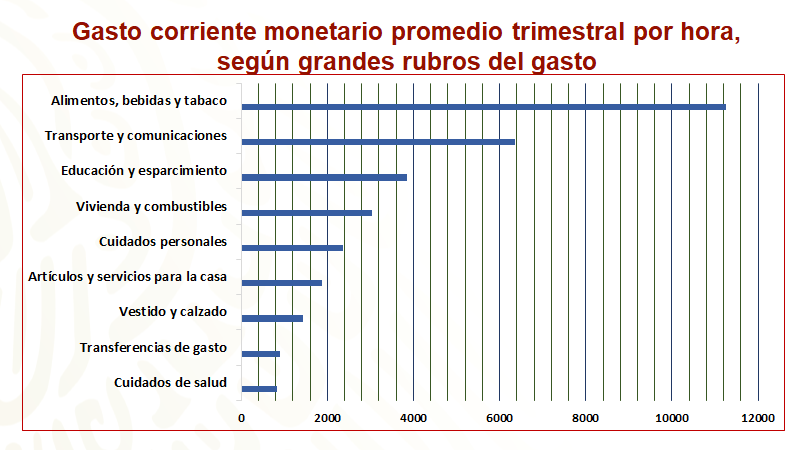 Gasto corriente monetario promedio trimestral por hora,
según grandes rubros del gasto
Alimentos, bebidas y tabaco
Transporte y comunicaciones
Educación y esparcimiento
Vivienda y combustibles
Cuidados personales
Artículos y servicios para la casa
Vestido y calzado
Transferencias de gasto
Cuidados de salud
0 2000 4000 6000 8000 10000 12000